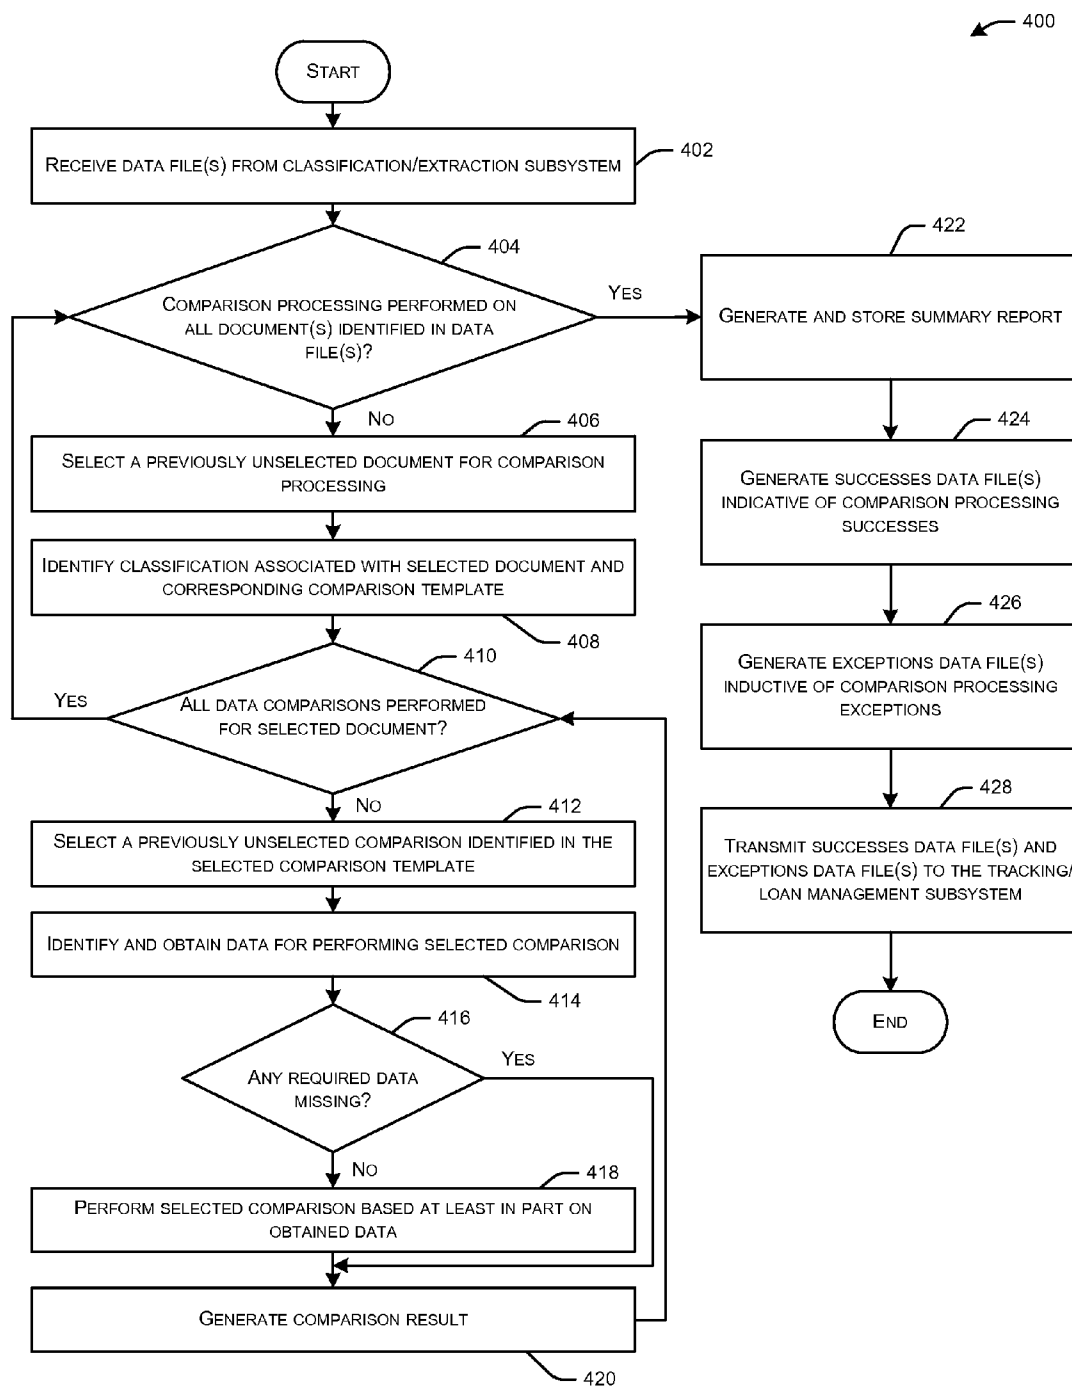 400
START
RECEIVE DATA FILE(S) FROM CLASSIFICATION/EXTRACTION SUBSYSTEM
402
404
COMPARISON PROCESSING PERFORMED ON
ALL DOCUMENT(S) IDENTIFIED IN DATA
FILE(S)?
YES
NO
406
SELECT A PREVIOUSLY UNSELECTED DOCUMENT FOR COMPARISON
PROCESSING
IDENTIFY CLASSIFICATION ASSOCIATED WITH SELECTED DOCUMENT AND
CORRESPONDING COMPARISON TEMPLATE
408
410
YES
ALL DATA COMPARISONS PERFORMED
FOR SELECTED DOCUMENT?
NO
412
SELECT A PREVIOUSLY UNSELECTED COMPARISON IDENTIFIED IN THE
SELECTED COMPARISON TEMPLATE
IDENTIFY AND OBTAIN DATA FOR PERFORMING SELECTED COMPARISON
414
416
YES
ANY REQUIRED DATA
MISSING?
NO
418
PERFORM SELECTED COMPARISON BASED AT LEAST IN PART ON
OBTAINED DATA
GENERATE COMPARISON RESULT
420
422
GENERATE AND STORE SUMMARY REPORT
424
GENERATE SUCCESSES DATA FILE(S)
INDICATIVE OF COMPARISON PROCESSING
SUCCESSES
426
GENERATE EXCEPTIONS DATA FILE(S)
INDUCTIVE OF COMPARISON PROCESSING
EXCEPTIONS
428
TRANSMIT SUCCESSES DATA FILE(S) AND
EXCEPTIONS DATA FILE(S) TO THE TRACKING/
LOAN MANAGEMENT SUBSYSTEM
END